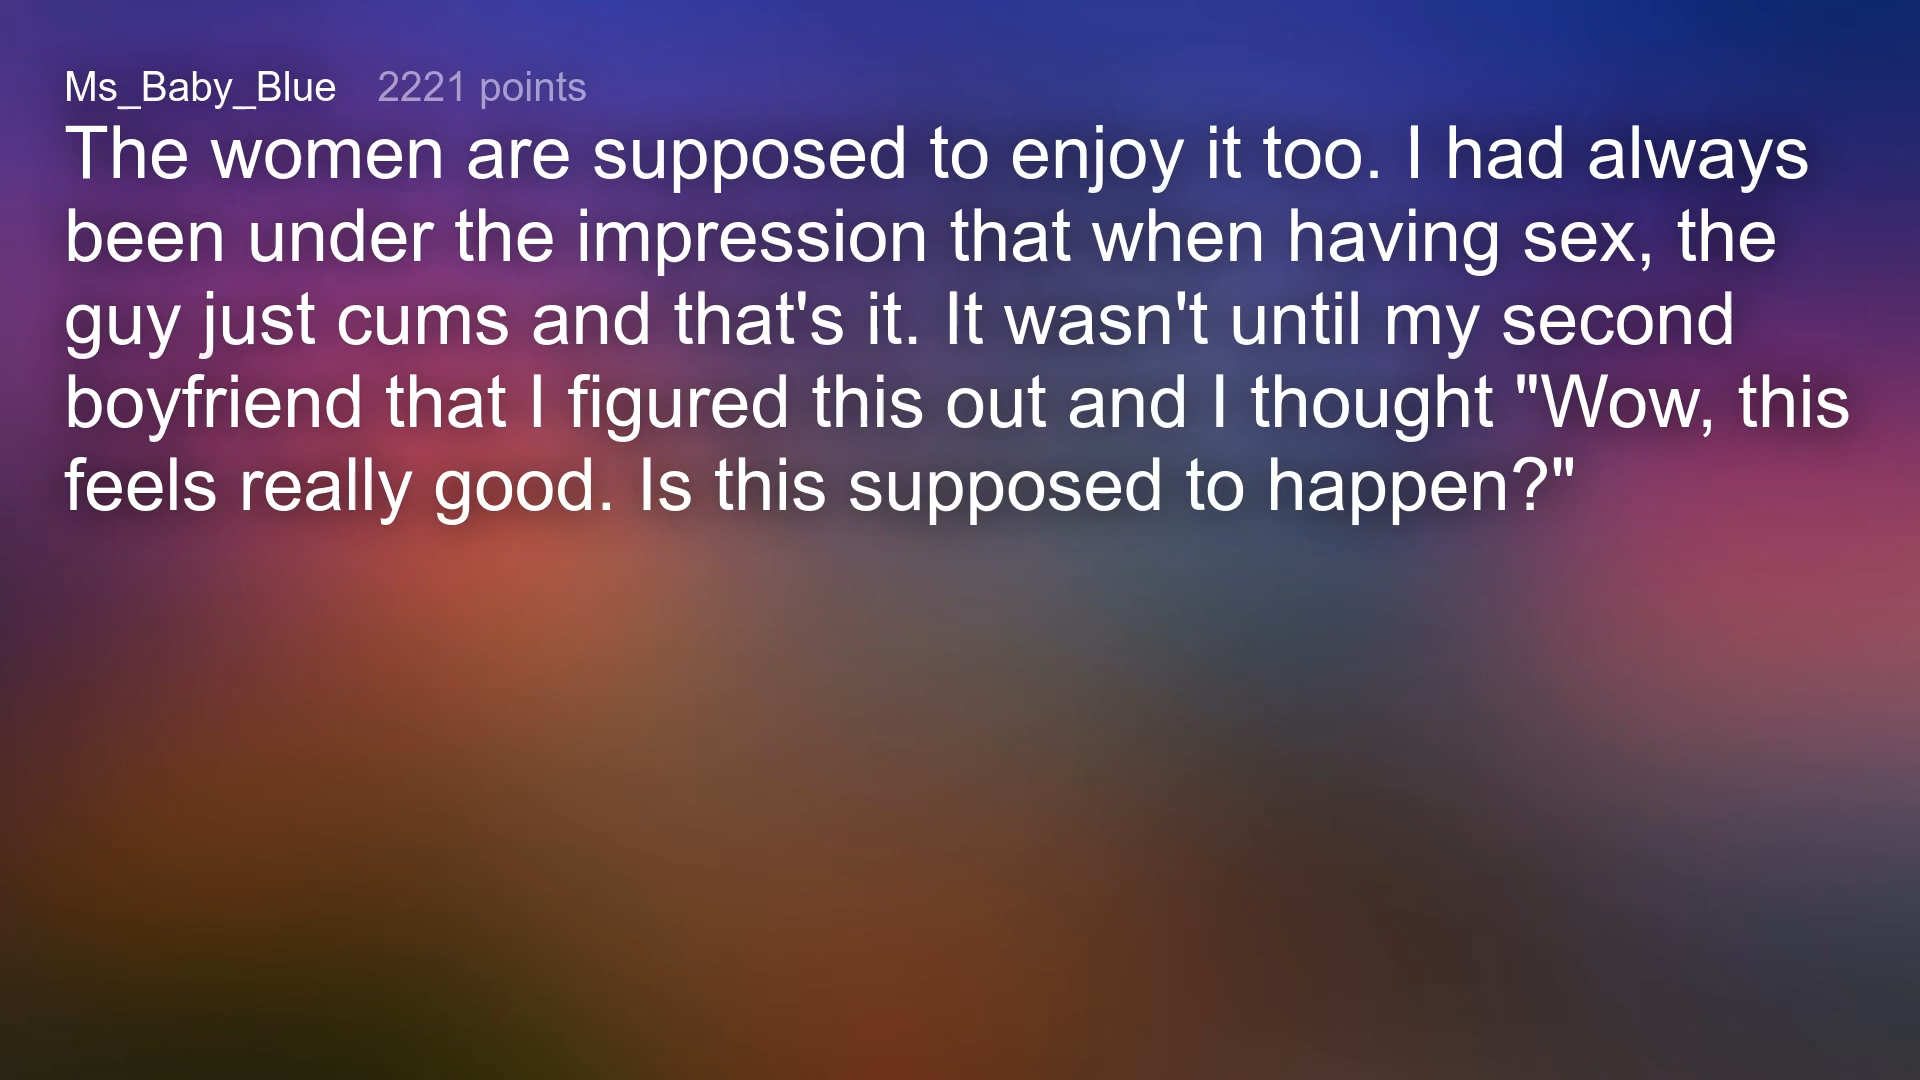 Ms_Baby_Blue 2221 points
The women are supposed to enjoy it too. I had always
been under the impression that when having sex, the
guy just cums and that's it. It wasn't until my second
boyfriend that I figured this out and I thought "Wow, this
feels really good. Is this supposed to happen?"